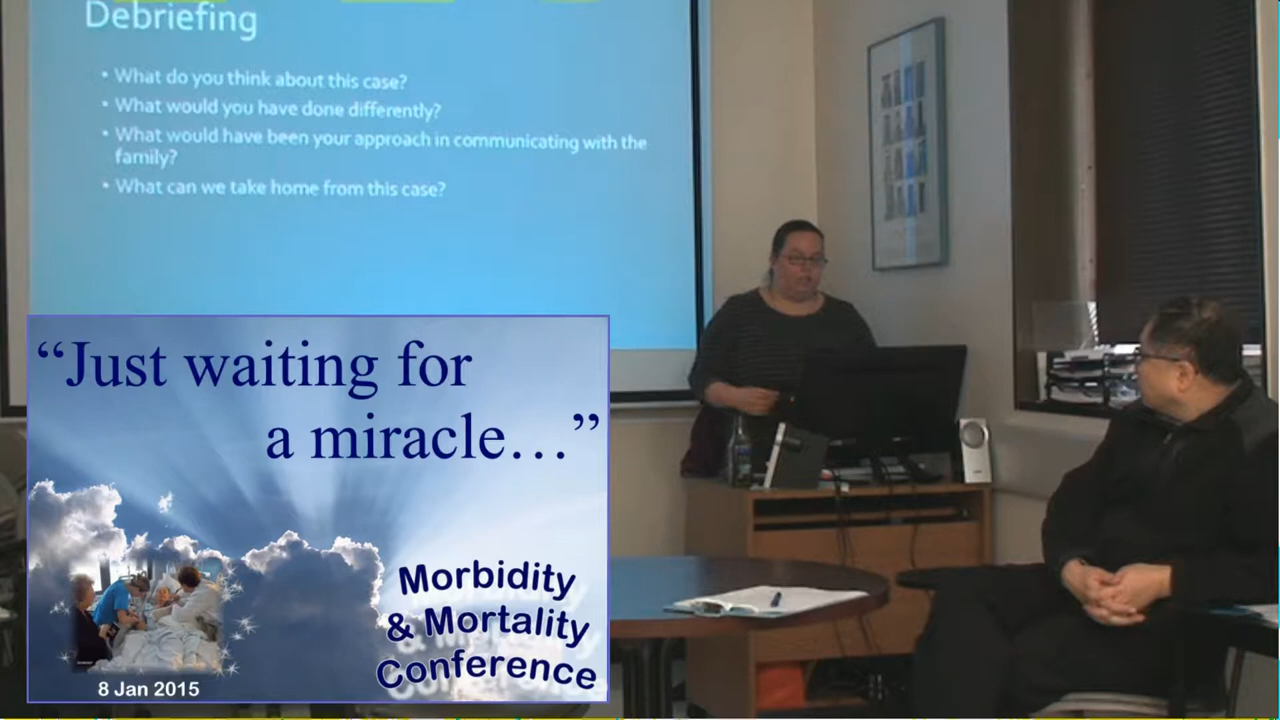 Debriefing
• What do you think about this case?
• What would you have done differently?
• What would have been your approach in communicating with the
family?
• What can we take home from this case?
“Just waiting for
a miracle…”
Morbidity
& Mortality
Conference
8 Jan 2015